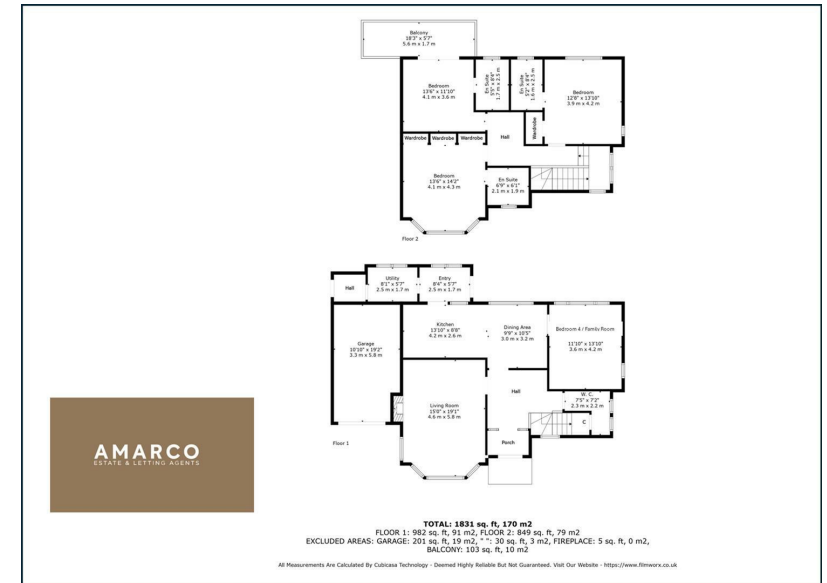 Balcony
18'3" x 5'7"
5.6 m x 1.7 m
Bedroom
13'6" x 11'10"
4.1 m x 3.6 m
En Suite
5'5" x 8'4"
1.7 m x 2.5 m
En Suite
5'2" x 8'4"
1.6 m x 2.5 m
Bedroom
12'8" x 13'10"
3.9 m x 4.2 m
Wardrobe
Hall
Wardrobe Wardrobe Wardrobe
Bedroom
13'6" x 14'2"
4.1 m x 4.3 m
En Suite
6'9" x 6'1"
2.1 m x 1.9 m
Floor 2
Hall
Utility
8'1" x 5'7"
2.5 m x 1.7 m
Entry
8'4" x 5'7"
2.5 m x 1.7 m
Kitchen
13'10" x 8'8"
4.2 m x 2.6 m
Dining Area
9'9" x 10'5"
3.0 m x 3.2 m
Bedroom 4 / Family Room
11'10" x 13'10"
3.6 m x 4.2 m
Garage
10'10" x 19'2"
3.3 m x 5.8 m
Living Room
15'0" x 19'1"
4.6 m x 5.8 m
Hall
W. C.
7'5" x 7'2"
2.3 m x 2.2 m
C
Porch
Floor 1
AMARCO
ESTATE & LETTING AGENTS
TOTAL: 1831 sq. ft, 170 m2
FLOOR 1: 982 sq. ft, 91 m2, FLOOR 2: 849 sq. ft, 79 m2
EXCLUDED AREAS: GARAGE: 201 sq. ft, 19 m2, " ": 30 sq. ft, 3 m2, FIREPLACE: 5 sq. ft, 0 m2,
BALCONY: 103 sq. ft, 10 m2
All Measurements Are Calculated By Cubicasa Technology - Deemed Highly Reliable But Not Guaranteed. Visit Our Website - https://www.filmworx.co.uk